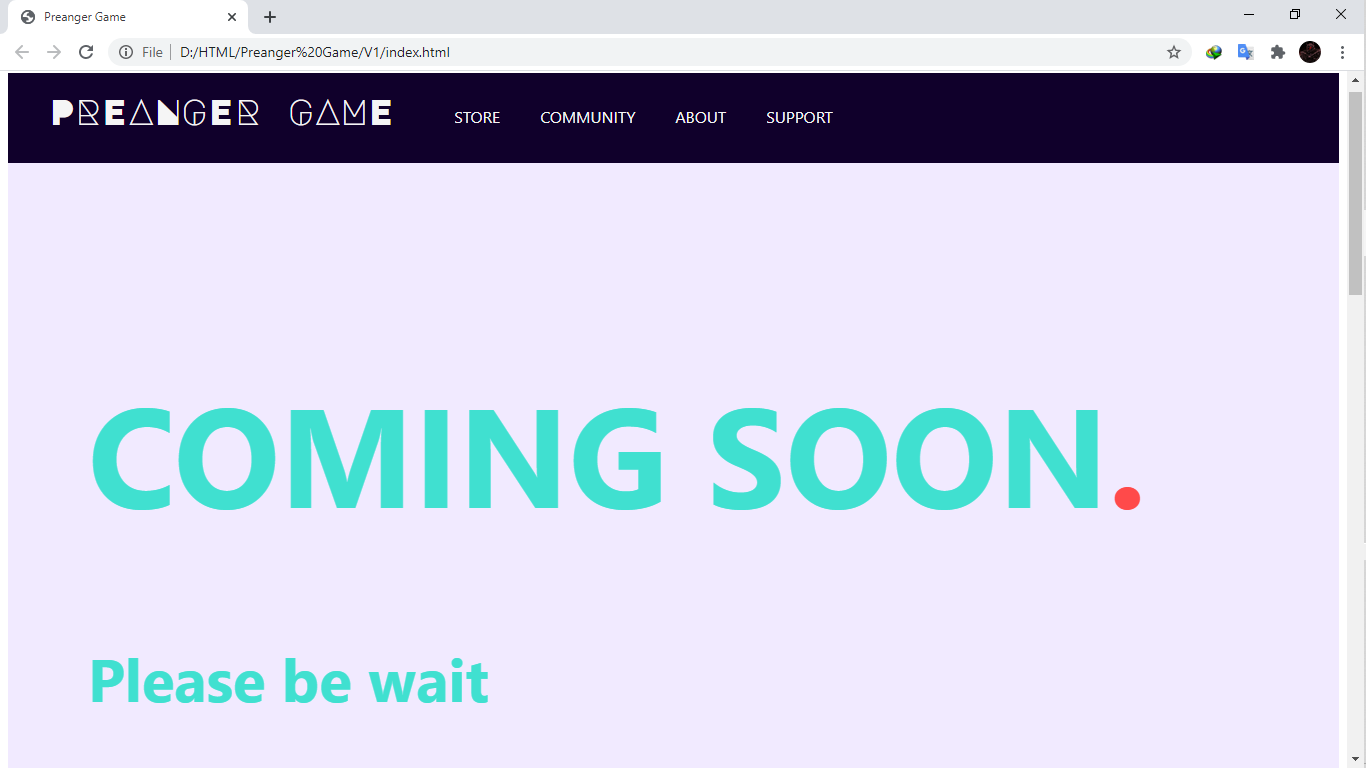 Preanger Game
File D:/HTML/Preanger%20Game/V1/index.html
PREANGER GAME STORE COMMUNITY ABOUT SUPPORT
COMING SOON.
Please be wait